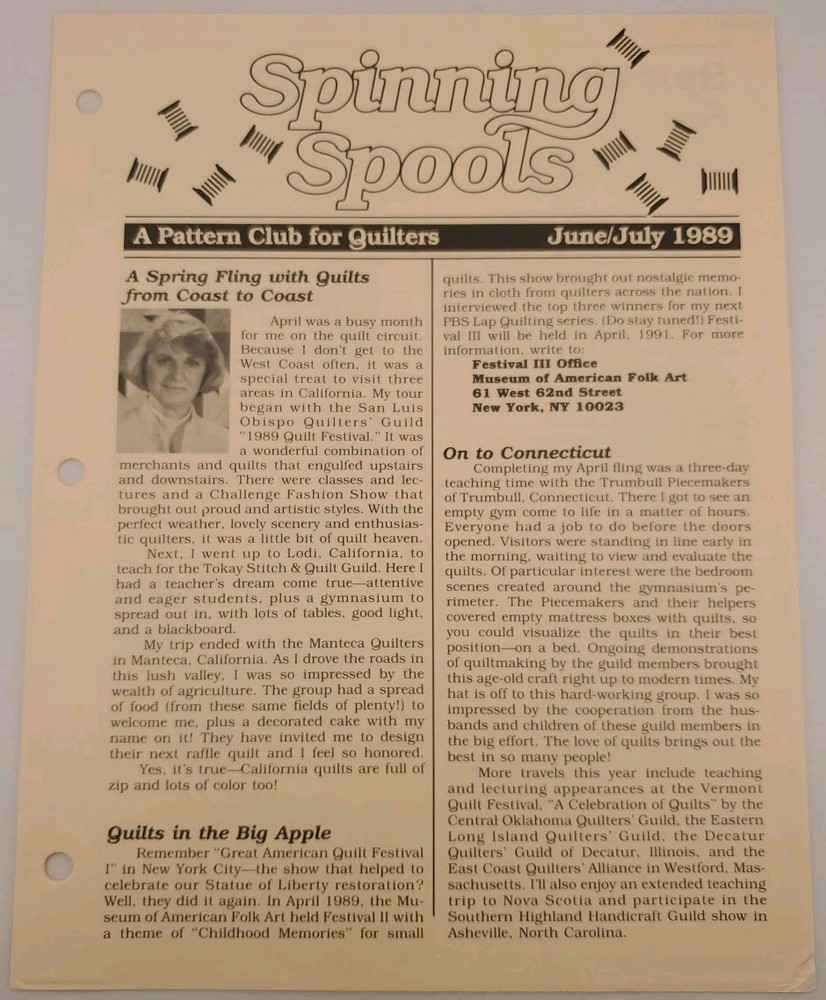 Spinning
Spools
A Pattern Club for Quilters
June/July 1989
A Spring Fling with Quilts
from Coast to Coast
April was a busy month
for me on the quilt circuit.
Because I don't get to the
West Coast often, it was a
special treat to visit three
areas in California. My tour
began with the San Luis
Obispo Quilters' Guild
"1989 Quilt Festival." It was
a wonderful combination of
merchants and quilts that engulfed upstairs
and downstairs. There were classes and lec-
tures and a Challenge Fashion Show that
brought out proud and artistic styles. With the
perfect weather, lovely scenery and enthusias-
tic quilters, it was a little bit of quilt heaven.
Next, I went up to Lodi, California, to
teach for the Tokay Stitch & Quilt Guild. Here I
had a teacher's dream come true—attentive
and eager students, plus a gymnasium to
spread out in, with lots of tables, good light,
and a blackboard.
My trip ended with the Manteca Quilters
in Manteca, California. As I drove the roads in
this lush valley, I was so impressed by the
wealth of agriculture. The group had a spread
of food (from these same fields of plenty!) to
welcome me, plus a decorated cake with my
name on it! They have invited me to design
their next raffle quilt and I feel so honored.
Yes, it's true—California quilts are full of
zip and lots of color too!
Quilts in the Big Apple
Remember "Great American Quilt Festival
I" in New York City—the show that helped to
celebrate our Statue of Liberty restoration?
Well, they did it again. In April 1989, the Mu-
seum of American Folk Art held Festival II with
a theme of "Childhood Memories" for small
quilts. This show brought out nostalgic memo-
ries in cloth from quilters across the nation. I
interviewed the top three winners for my next
PBS Lap Quilting series. (Do stay tuned!) Festi-
val III will be held in April, 1991. For more
information, write to:
Festival III Office
Museum of American Folk Art
61 West 62nd Street
New York, NY 10023
On to Connecticut
Completing my April fling was a three-day
teaching time with the Trumbull Piecemakers
of Trumbull, Connecticut. There I got to see an
empty gym come to life in a matter of hours.
Everyone had a job to do before the doors
opened. Visitors were standing in line early in
the morning, waiting to view and evaluate the
quilts. Of particular interest were the bedroom
scenes created around the gymnasium's pe-
rimeter. The Piecemakers and their helpers
covered empty mattress boxes with quilts, so
you could visualize the quilts in their best
position—on a bed. Ongoing demonstrations
of quiltmaking by the guild members brought
this age-old craft right up to modern times. My
hat is off to this hard-working group. I was so
impressed by the cooperation from the hus-
bands and children of these guild members in
the big effort. The love of quilts brings out the
best in so many people!
More travels this year include teaching
and lecturing appearances at the Vermont
Quilt Festival, "A Celebration of Quilts" by the
Central Oklahoma Quilters' Guild, the Eastern
Long Island Quilters' Guild, the Decatur
Quilters' Guild of Decatur, Illinois, and the
East Coast Quilters' Alliance in Westford, Mas-
sachusetts. I'll also enjoy an extended teaching
trip to Nova Scotia and participate in the
Southern Highland Handicraft Guild show in
Asheville, North Carolina.